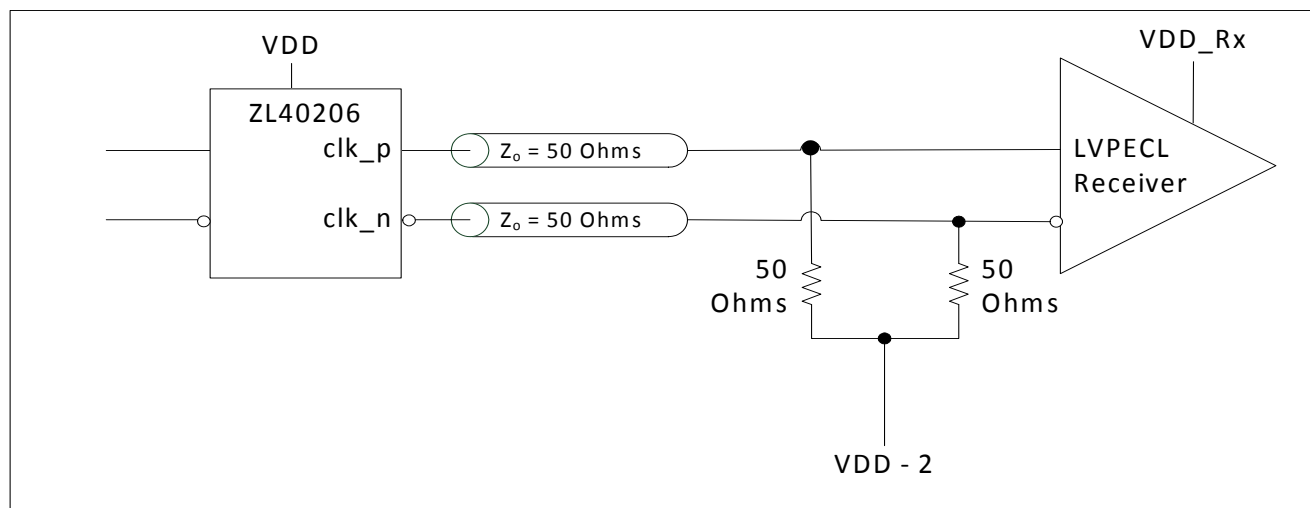 VDD
VDD_Rx
ZL40206
clk_p
Zo = 50 Ohms
LVPECL
Receiver
clk_n
Zo = 50 Ohms
50
Ohms
50
Ohms
VDD - 2